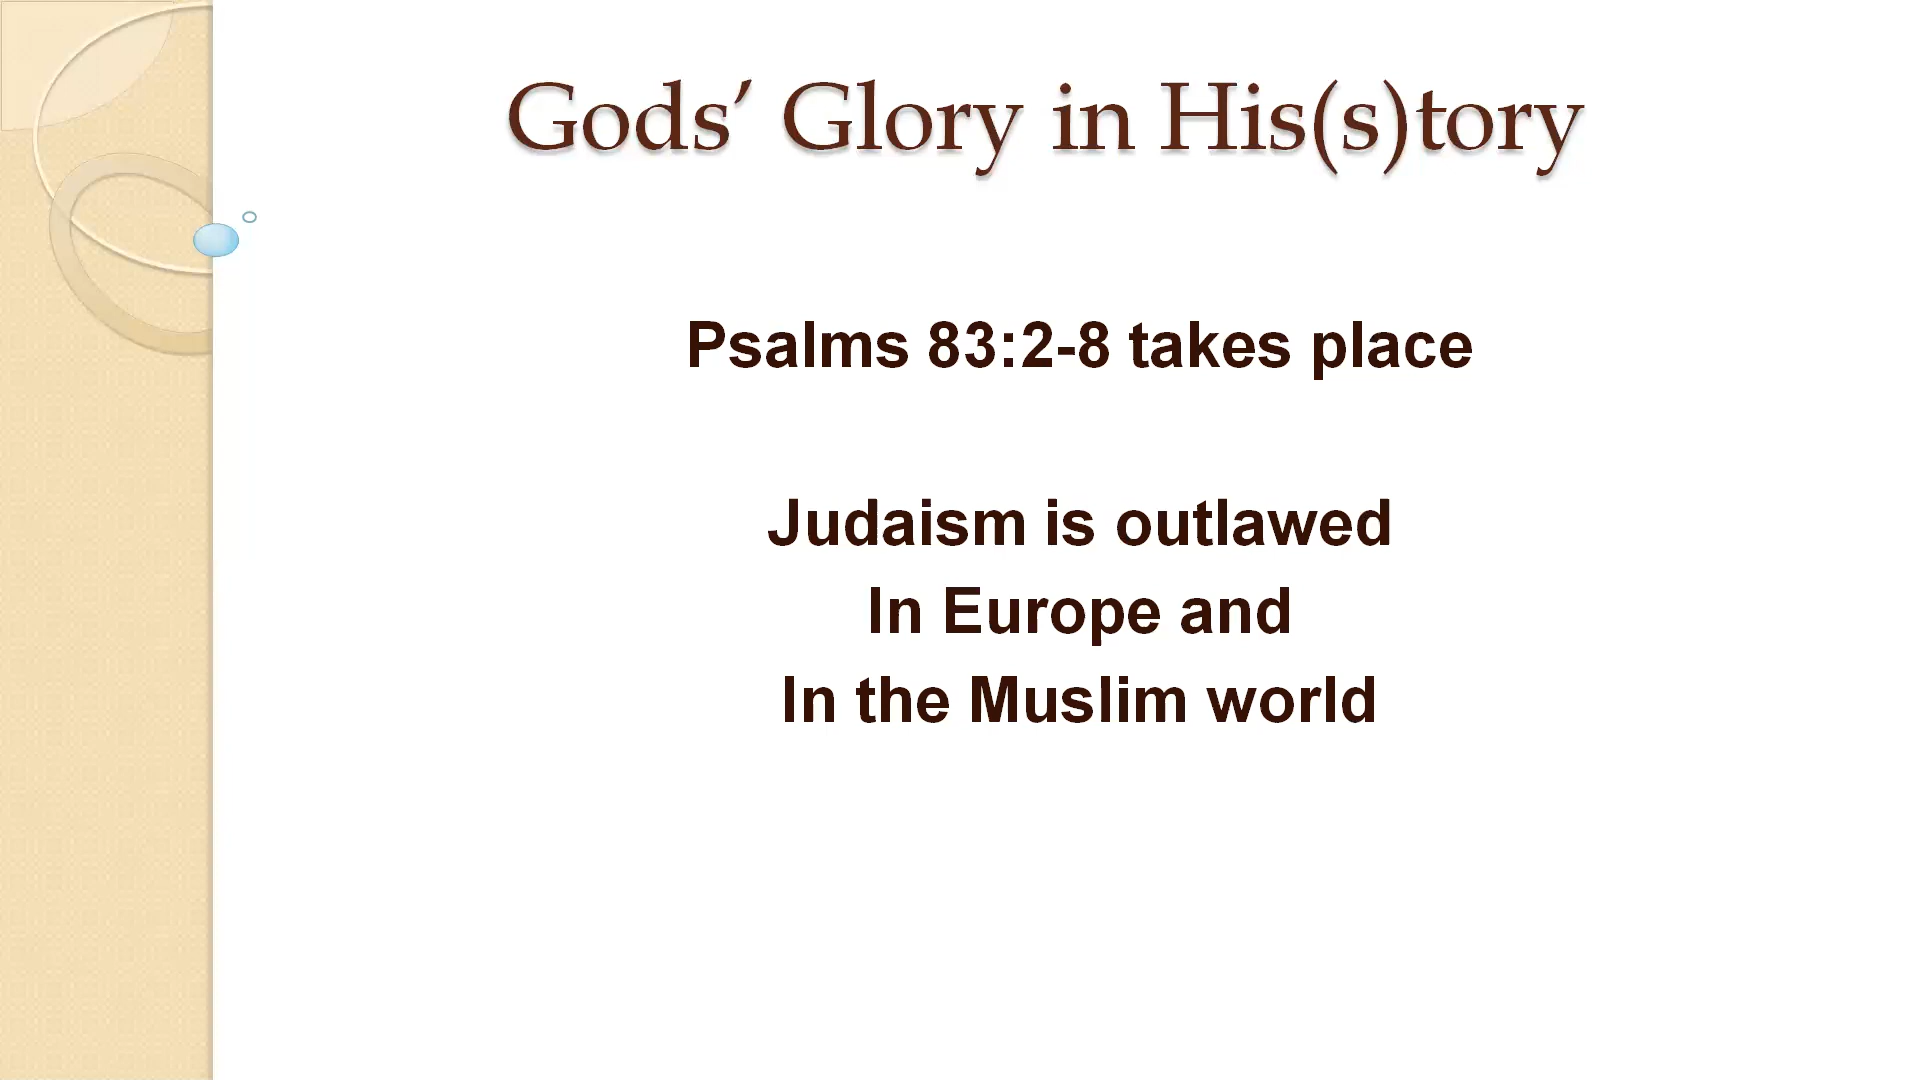 Gods’ Glory in His(s)tory
Psalms 83:2-8 takes place
Judaism is outlawed
In Europe and
In the Muslim world